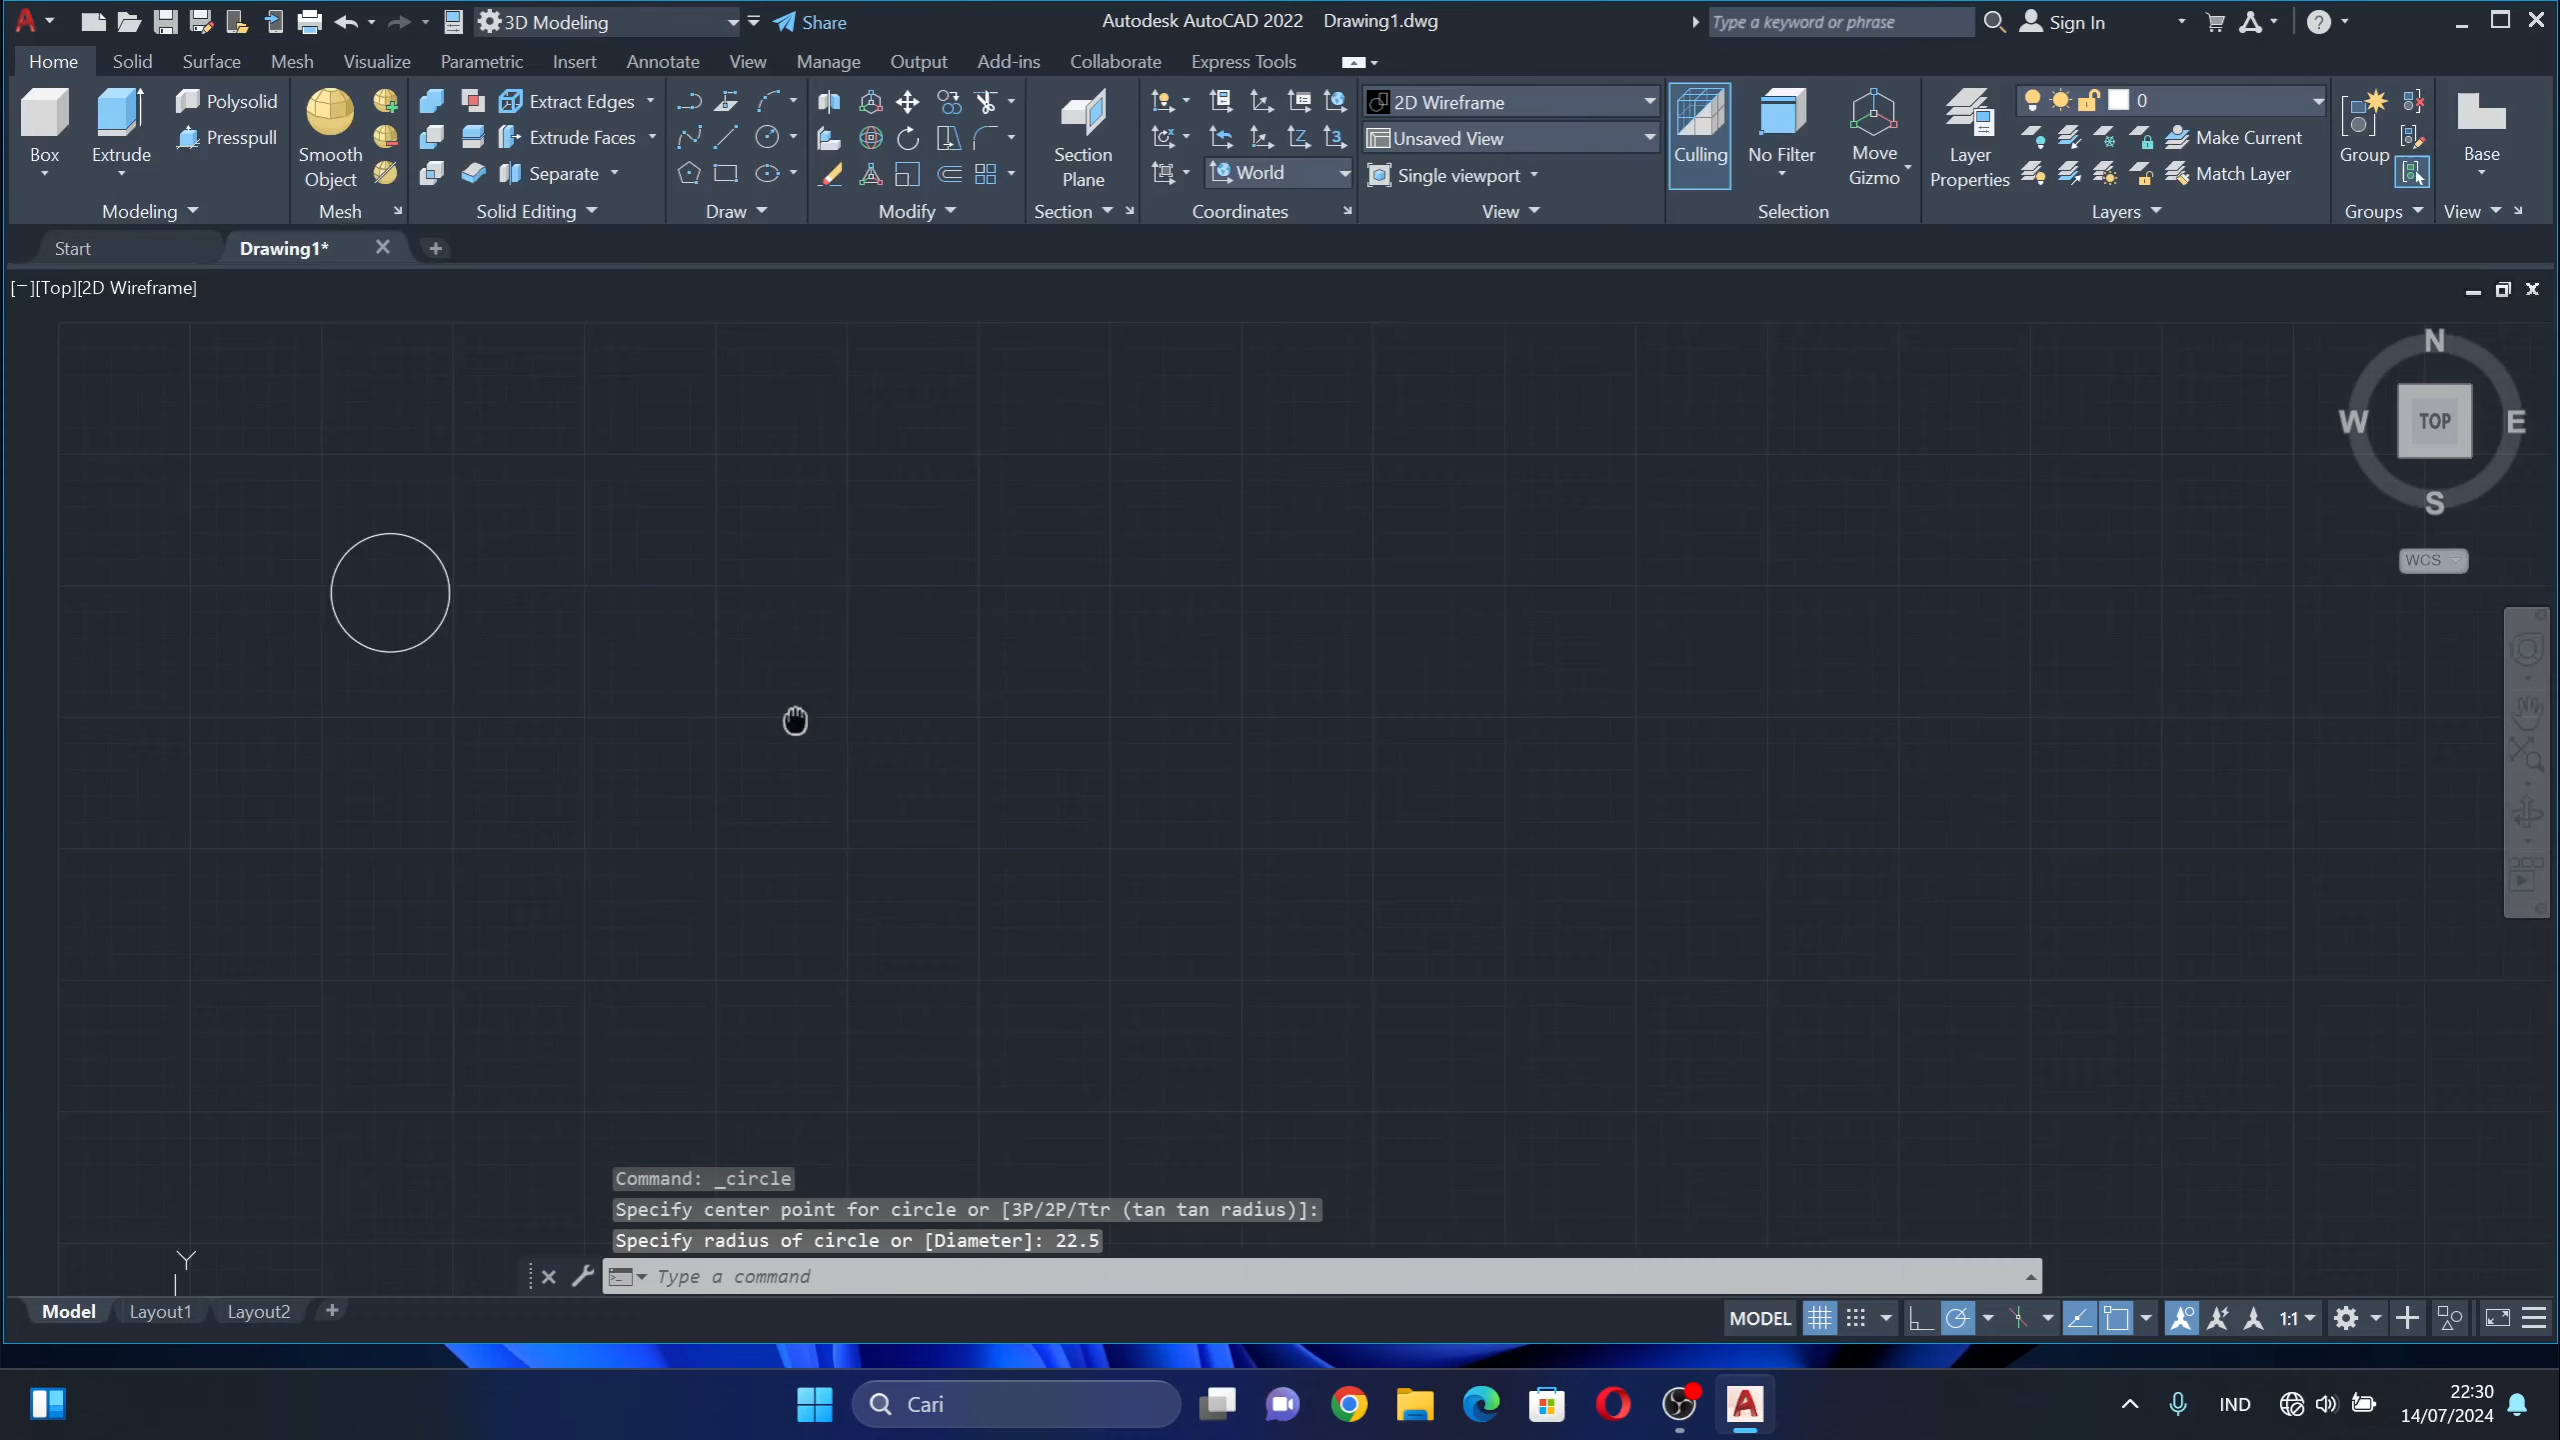 3D Modeling
Share
Autodesk AutoCAD 2022 Drawing1.dwg
Type a keyword or phrase
Sign In
Home Solid Surface Mesh Visualize Parametric Insert Annotate View Manage Output Add-ins Collaborate Express Tools
Box
Extrude
Polysolid
Presspull
Modeling
Smooth
Object
Mesh
Extract Edges
Extrude Faces
Separate
Solid Editing
Draw
Modify
Section
Plane
Section
World
Coordinates
2D Wireframe
Unsaved View
Single viewport
View
Culling
No Filter
Move
Gizmo
Selection
Layer
Properties
0
Make Current
Match Layer
Layers
Group
Groups
Base
View
Start
Drawing1*
[−][Top][2D Wireframe]
N
W TOP E
S
WCS
Command: _circle
Specify center point for circle or [3P/2P/Ttr (tan tan radius)]:
Specify radius of circle or [Diameter]: 22.5
Type a command
Y
Model Layout1 Layout2
MODEL
1:1
Cari
IND
22:30
14/07/2024